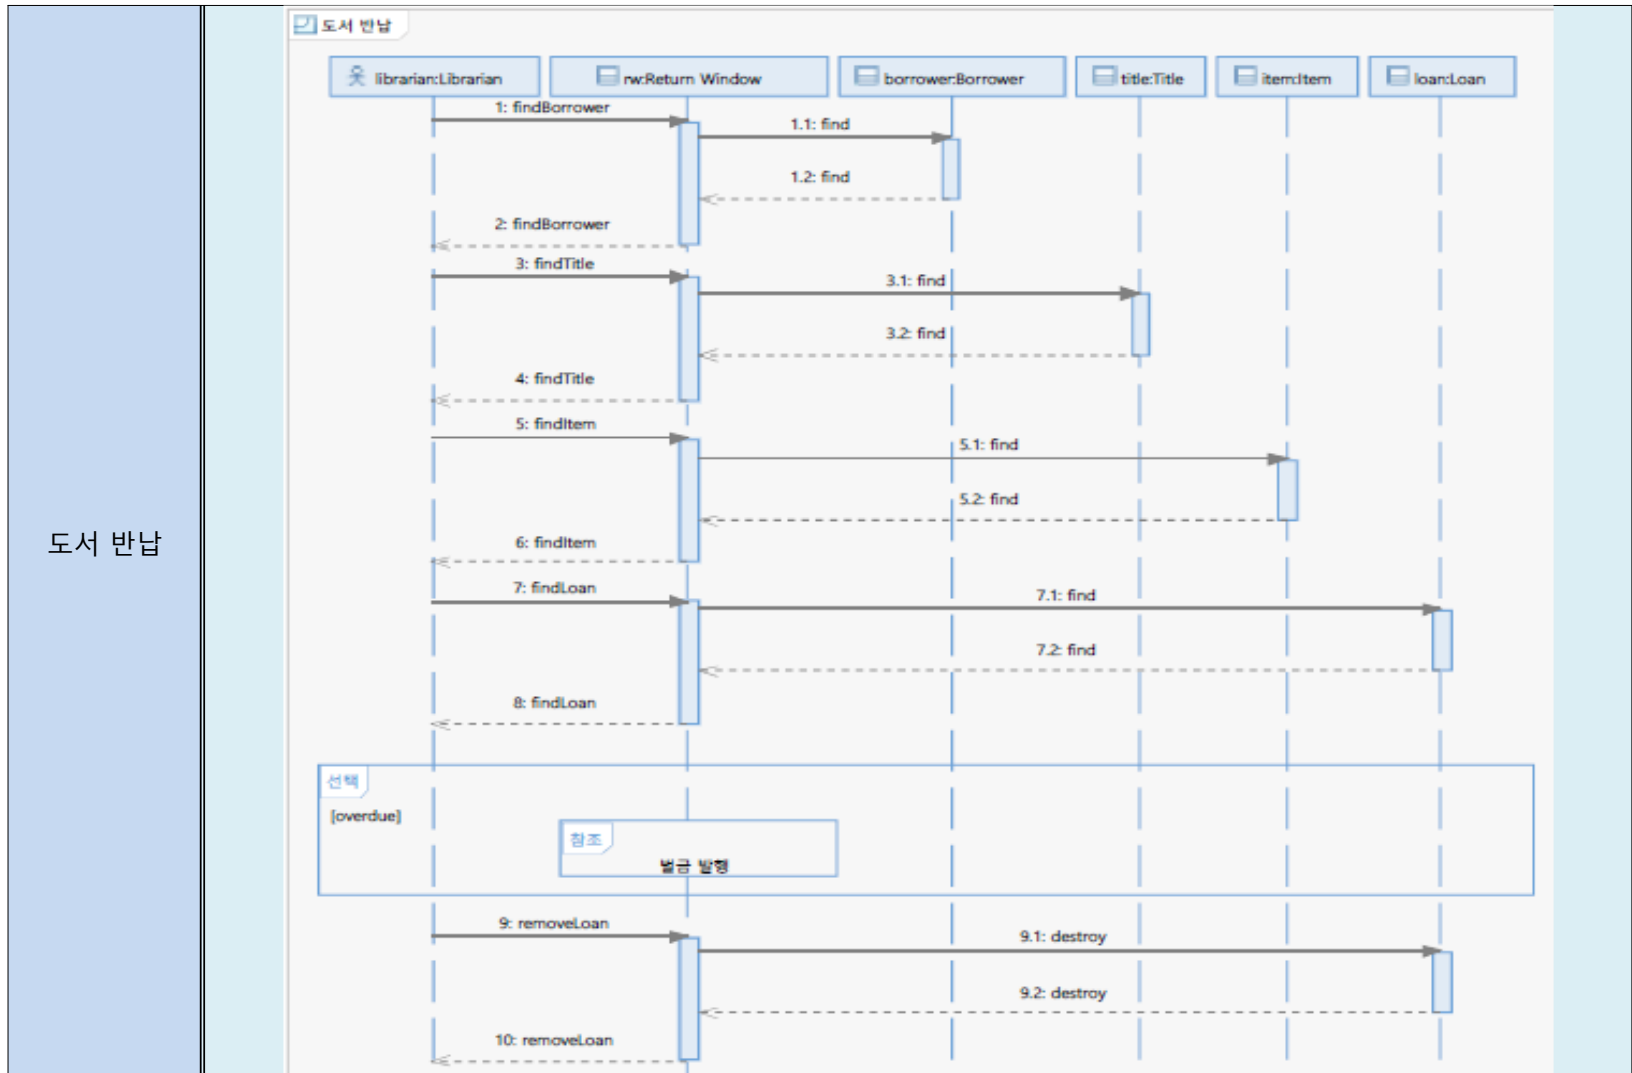 도서 반납
도서 반납
librarian:Librarian
rw:Return Window
borrower:Borrower
title:Title
item:Item
loan:Loan
1: findBorrower
1.1: find
1.2: find
2: findBorrower
3: findTitle
3.1: find
3.2: find
4: findTitle
5: findItem
5.1: find
5.2: find
6: findItem
7: findLoan
7.1: find
7.2: find
8: findLoan
선택
[overdue]
참조
벌금 발행
9: removeLoan
9.1: destroy
9.2: destroy
10: removeLoan